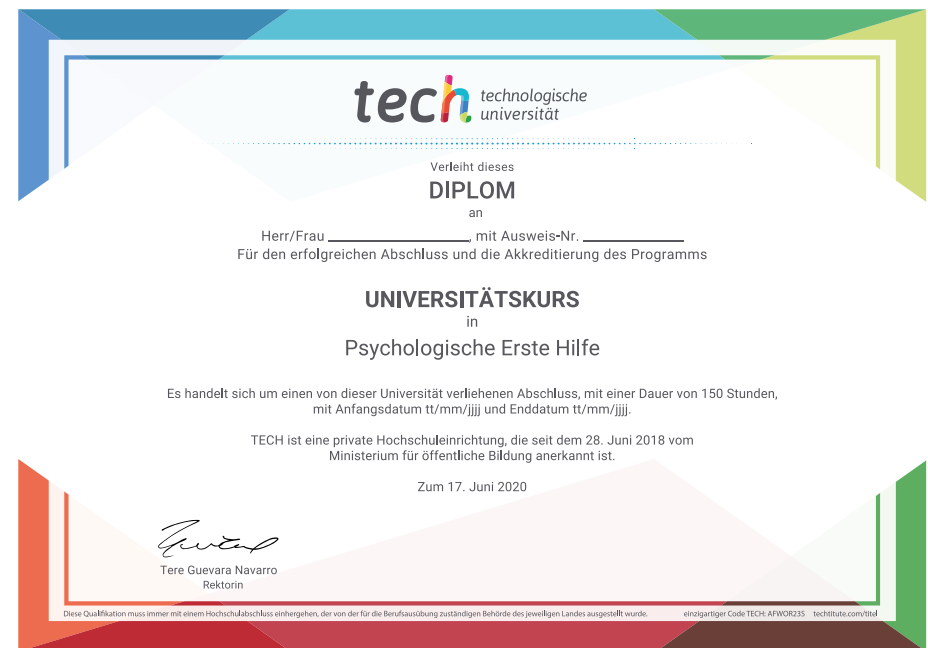 tech technologische
universität
Verleiht dieses
DIPLOM
an
Herr/Frau ____________________, mit Ausweis-Nr. ______________
Für den erfolgreichen Abschluss und die Akkreditierung des Programms
UNIVERSITÄTSKURS
in
Psychologische Erste Hilfe
Es handelt sich um einen von dieser Universität verliehenen Abschluss, mit einer Dauer von 150 Stunden,
mit Anfangsdatum tt/mm/jjjj und Enddatum tt/mm/jjjj.
TECH ist eine private Hochschuleinrichtung, die seit dem 28. Juni 2018 vom
Ministerium für öffentliche Bildung anerkannt ist.
Zum 17. Juni 2020
Tere Guevara Navarro
Rektorin
Diese Qualifikation muss immer mit einem Hochschulabschluss einhergehen, der von der für die Berufsausübung zuständigen Behörde des jeweiligen Landes ausgestellt wurde. einzigartiger Code TECH: AFWOR23S techtitute.com/titel